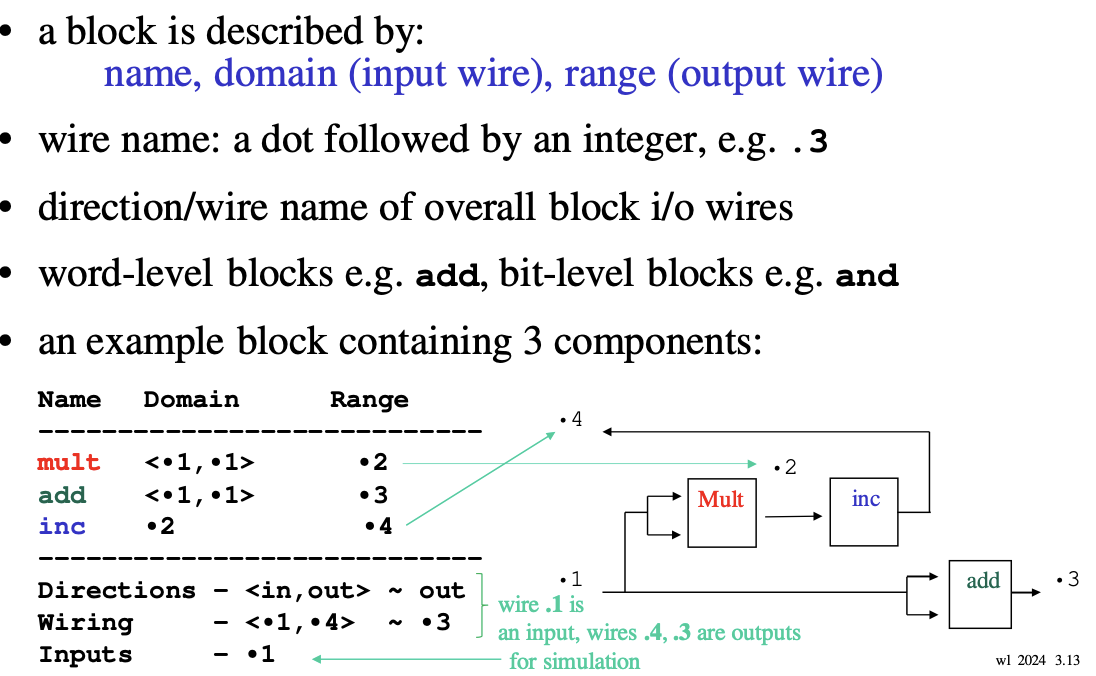 • a block is described by:
name, domain (input wire), range (output wire)
• wire name: a dot followed by an integer, e.g. .3
• direction/wire name of overall block i/o wires
• word-level blocks e.g. add, bit-level blocks e.g. and
• an example block containing 3 components:
Name Domain Range
------------------------------
mult <•1,•1> •2
add <•1,•1> •3
inc •2 •4
------------------------------
Directions - <in,out> ~ out
Wiring - <•1,•4> ~ •3
Inputs - •1
•4
•2
Mult
inc
•1
add
•3
wire .1 is
an input, wires .4, .3 are outputs
for simulation
wl 2024 3.13